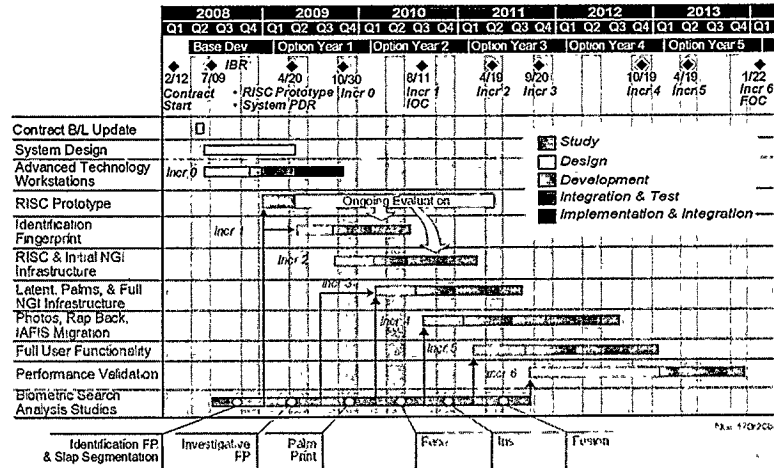 2008 2009 2010 2011 2012 2013
Q1 Q2 Q3 Q4 Q1 Q2 Q3 Q4 Q1 Q2 Q3 Q4 Q1 Q2 Q3 Q4 Q1 Q2 Q3 Q4 Q1 Q2 Q3 Q4 Q1
Base Dev Option Year 1 Option Year 2 Option Year 3 Option Year 4 Option Year 5
IBR
2/12 7/09 4/20 10/30 8/11 4/19 9/20 10/19 4/19 1/22
Contract
Start
• RISC Prototype
• System PDR
Incr 0
Incr 1
IOC
Incr 2
Incr 3
Incr 4
Incr 5
Incr 6
FOC
Contract B/L Update
System Design
Advanced Technology
Workstations
Incr 0
RISC Prototype
Ongoing Evaluation
Identification
Fingerprint
Incr 1
RISC & Initial NGI
Infrastructure
Incr 2
Latent, Palms, & Full
NGI Infrastructure
Incr 3
Photos, Rap Back,
IAFIS Migration
Incr 4
Full User Functionality
Incr 5
Performance Validation
Incr 6
Biometric Search
Analysis Studies
Study
Design
Development
Integration & Test
Implementation & Integration
Identification FP
& Slap Segmentation
Investigative
FP
Palm
Print
Face
Iris
Fusion